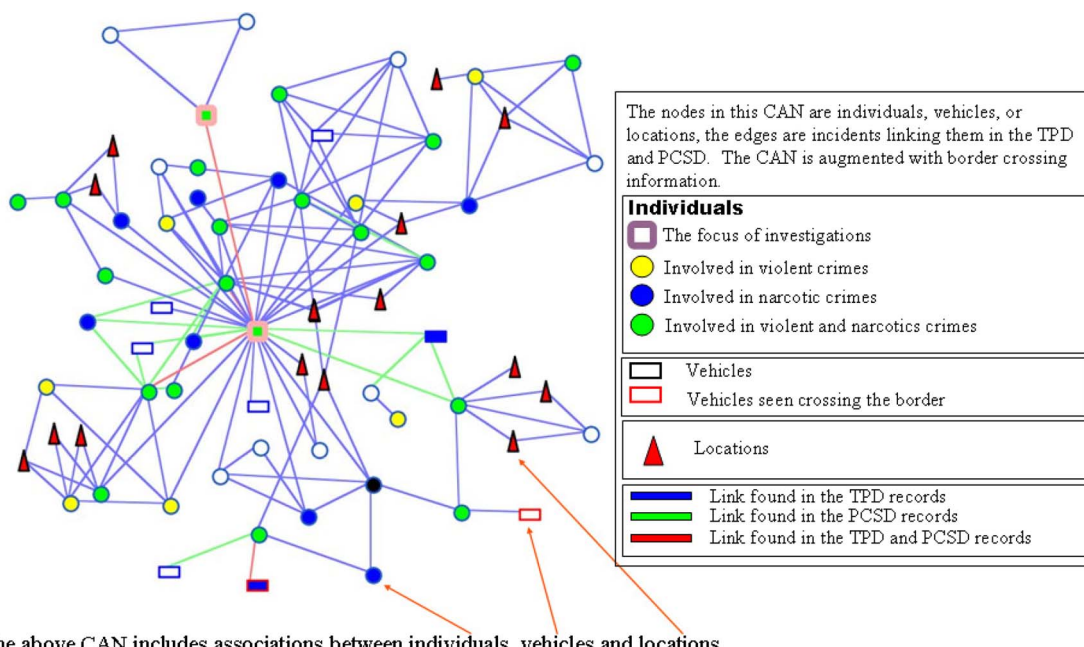 The nodes in this CAN are individuals, vehicles, or
locations, the edges are incidents linking them in the TPD
and PCSD. The CAN is augmented with border crossing
information.
Individuals
The focus of investigations
Involved in violent crimes
Involved in narcotic crimes
Involved in violent and narcotics crimes
Vehicles
Vehicles seen crossing the border
Locations
Link found in the TPD records
Link found in the PCSD records
Link found in the TPD and PCSD records
above CAN includes associations between individuals, vehicles and locations